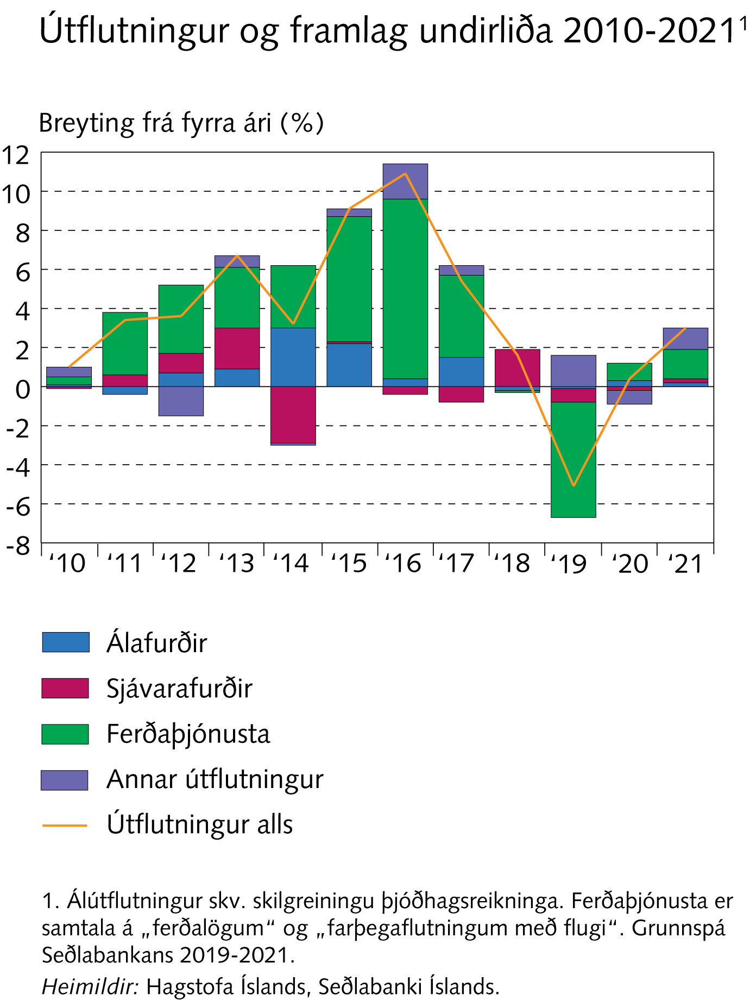 Útflutningur og framlag undirliða 2010-2021¹
Breyting frá fyrra ári (%)
12
10
8
6
4
2
0
-2
-4
-6
-8
‘10 ‘11 ‘12 ‘13 ‘14 ‘15 ‘16 ‘17 ‘18 ‘19 ‘20 ‘21
Álafurðir
Sjávarafurðir
Ferðaþjónusta
Annar útflutningur
Útflutningur alls
1. Álútflutningur skv. skilgreiningu þjóðhagsreikninga. Ferðaþjónusta er
samtala á „ferðalögum“ og „farþegaflutningum með flugi“. Grunnspá
Seðlabankans 2019-2021.
Heimildir: Hagstofa Íslands, Seðlabanki Íslands.